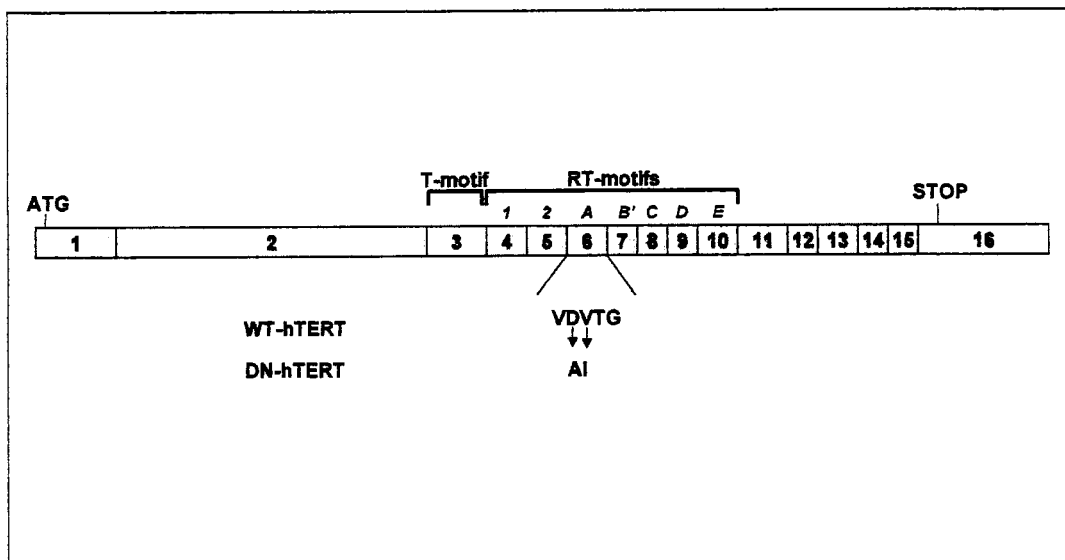 T-motif RT-motifs
ATG STOP
1 2 A B' C D E
1 2 3 4 5 6 7 8 9 10 11 12 13 14 15 16
WT-hTERT VDVTG
DN-hTERT AI